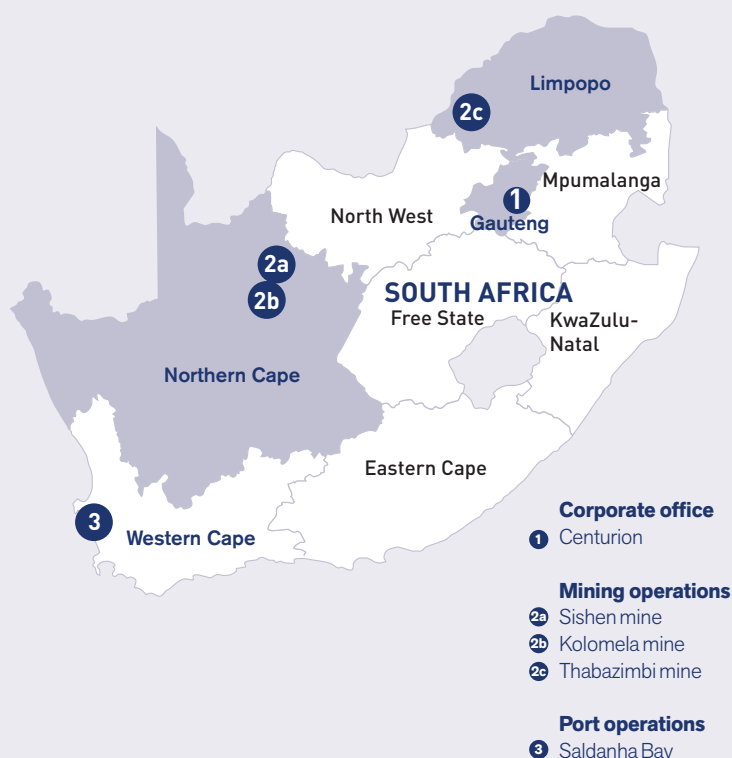 Limpopo
2c
Mpumalanga
1
North West
Gauteng
2a
SOUTH AFRICA
2b
Free State
KwaZulu-
Natal
Northern Cape
Eastern Cape
3
Western Cape
Corporate office
1 Centurion
Mining operations
2a Sishen mine
2b Kolomela mine
2c Thabazimbi mine
Port operations
3 Saldanha Bay